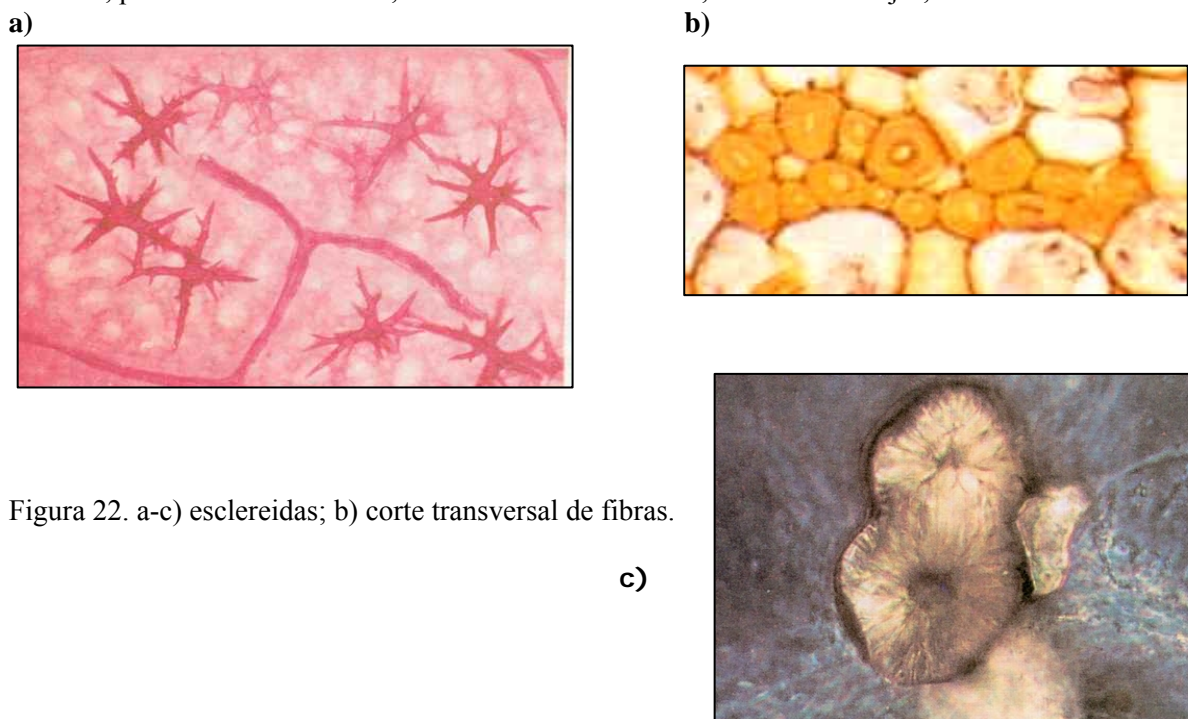 a)
b)
Figura 22. a-c) esclereidas; b) corte transversal de fibras.
c)